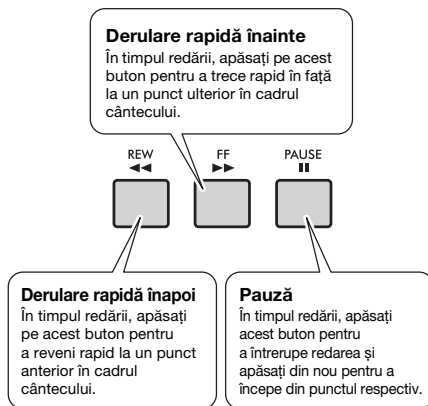 Derulare rapidă înainte
În timpul redării, apăsați pe acest
buton pentru a trece rapid în față
la un punct ulterior în cadrul
cântecului.
REW
FF
PAUSE
Derulare rapidă înapoi
În timpul redării, apăsați
pe acest buton pentru
a reveni rapid la un punct
anterior în cadrul
cântecului.
Pauză
În timpul redării, apăsați
acest buton pentru
a întrerupe redarea și
apăsați din nou pentru a
începe din punctul respectiv.